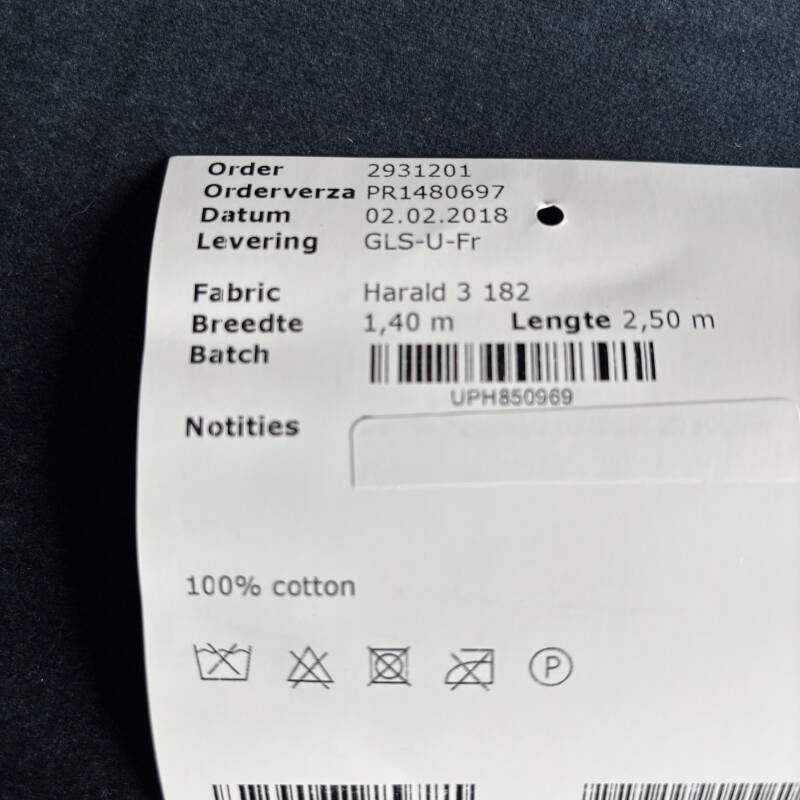 Order 2931201
Orderverza PR1480697
Datum 02.02.2018
Levering GLS-U-Fr
Fabric Harald 3 182
Breedte 1,40 m Lengte 2,50 m
Batch
UPH850969
Notities
100% cotton
P